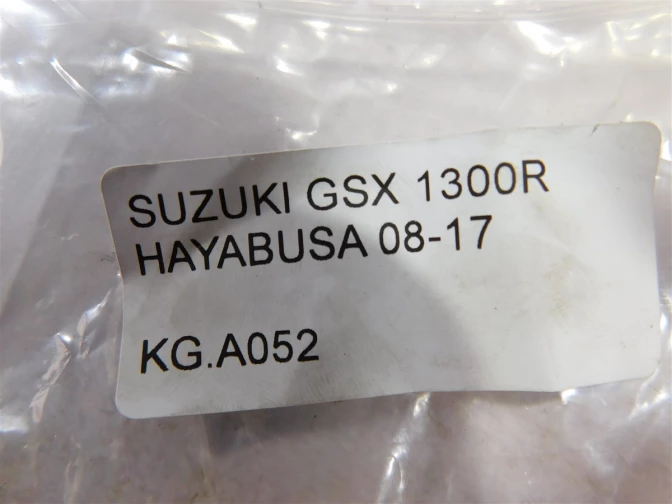 SUZUKI GSX 1300R
HAYABUSA 08-17
KG.A052